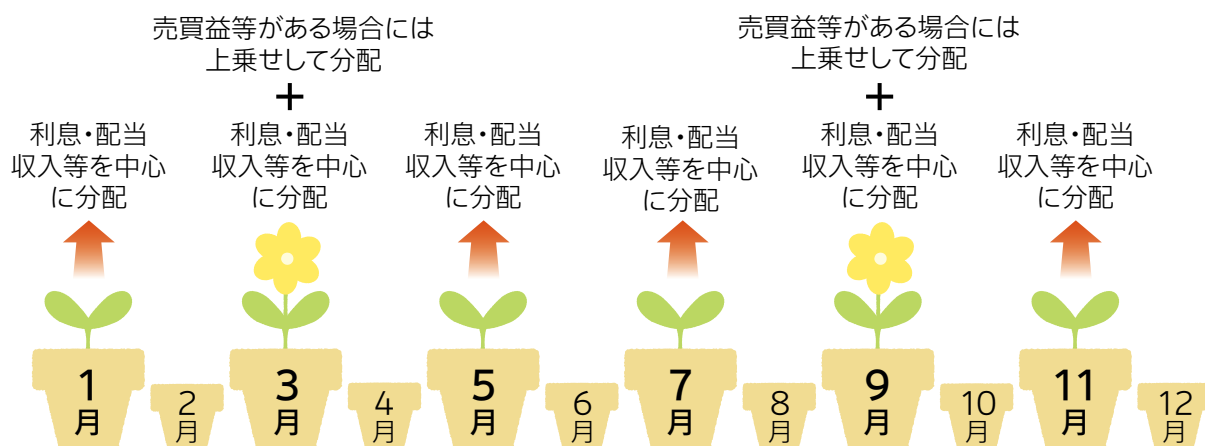 売買益等がある場合には
上乗せして分配
売買益等がある場合には
上乗せして分配
+
+
利息・配当
収入等を中心
に分配
利息・配当
収入等を中心
に分配
利息・配当
収入等を中心
に分配
利息・配当
収入等を中心
に分配
利息・配当
収入等を中心
に分配
利息・配当
収入等を中心
に分配
1
月
2
月
3
月
4
月
5
月
6
月
7
月
8
月
9
月
10
月
11
月
12
月